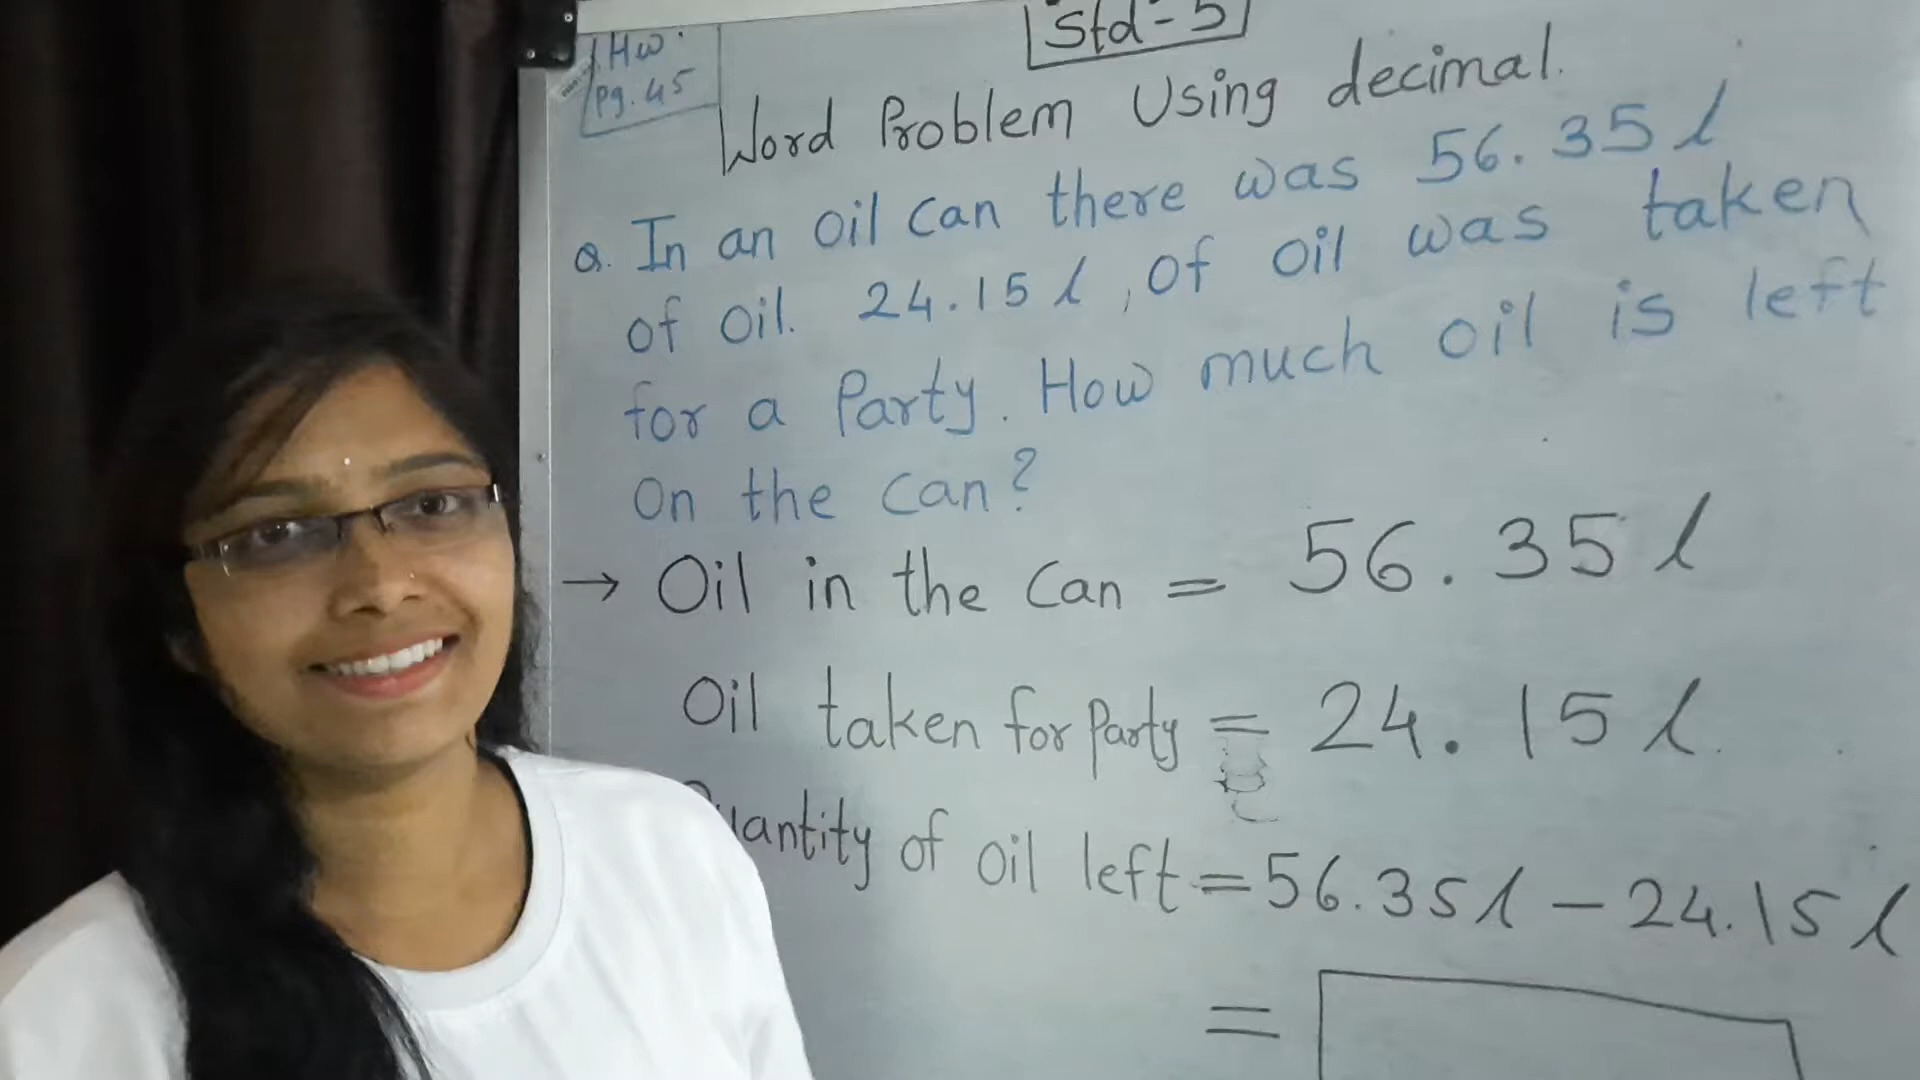 Std-5
Hw.
Pg. 45
Word Problem Using decimal.
Q. In an oil can there was 56.35 l
of oil. 24.15 l, of oil was taken
for a Party. How much oil is left
on the can?
→ Oil in the can = 56.35 l
Oil taken for Party = 24.15 l
Quantity of oil left = 56.35 l - 24.15 l
=